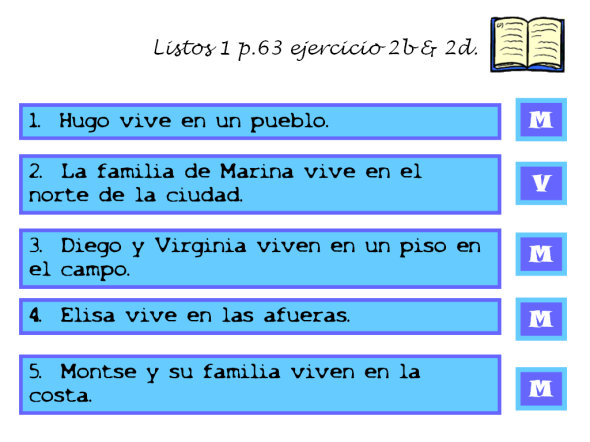 Listos 1 p.63 ejercicio 2b & 2d.
1. Hugo vive en un pueblo.
M
2. La familia de Marina vive en el
norte de la ciudad.
V
3. Diego y Virginia viven en un piso en
el campo.
M
4. Elisa vive en las afueras.
M
5. Montse y su familia viven en la
costa.
M